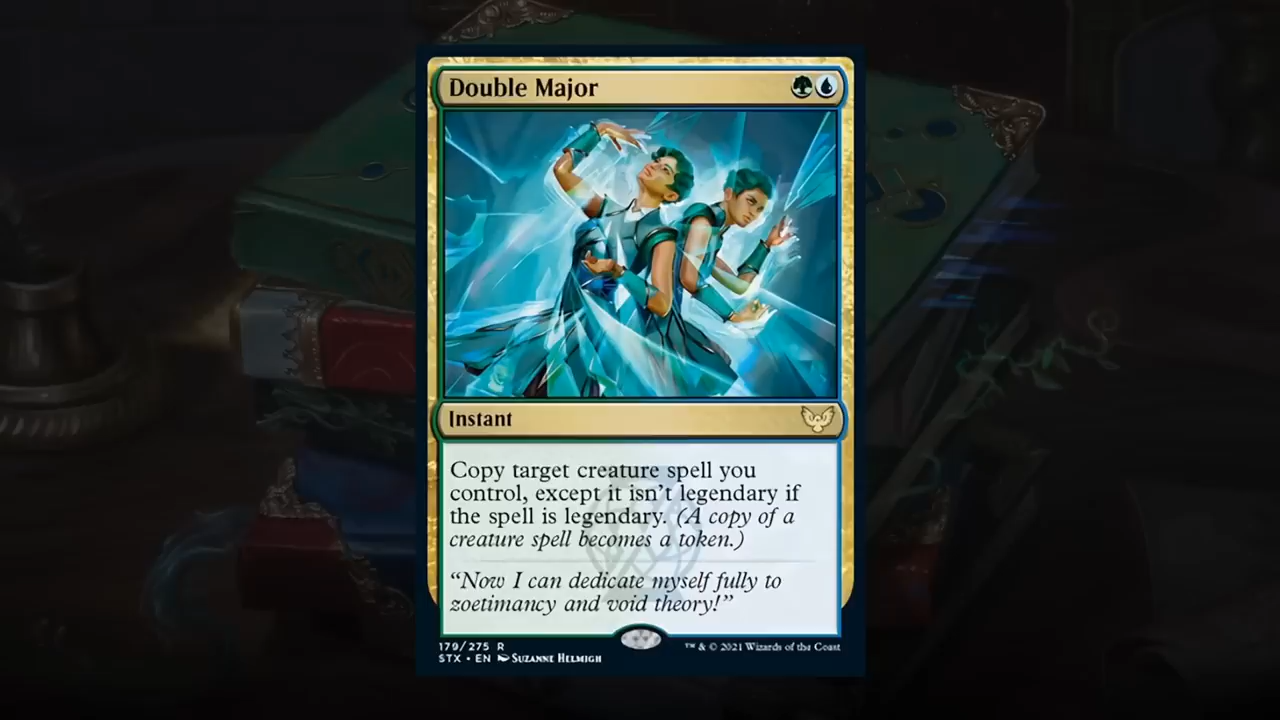 Double Major
Instant
Copy target creature spell you
control, except it isn't legendary if
the spell is legendary. (A copy of a
creature spell becomes a token.)
"Now I can dedicate myself fully to
zoetimancy and void theory!"
179/275 R
STX • EN Suzanne Helmigh
™ & © 2021 Wizards of the Coast